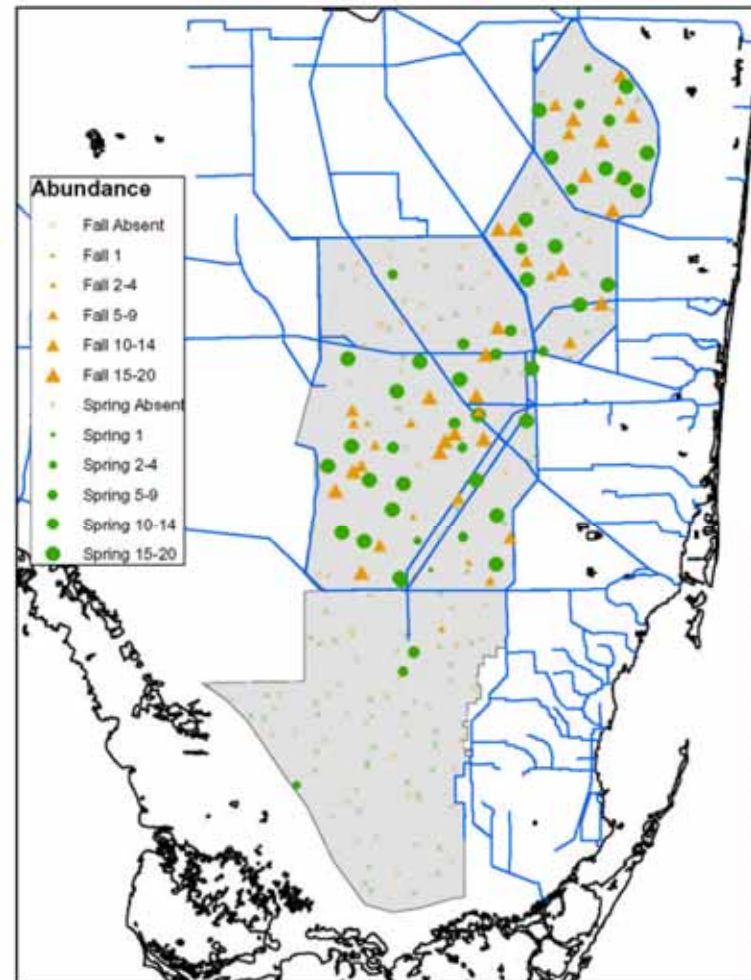 Abundance
Fall Absent
Fall 1
Fall 2-4
Fall 5-9
Fall 10-14
Fall 15-20
Spring Absent
Spring 1
Spring 2-4
Spring 5-9
Spring 10-14
Spring 15-20